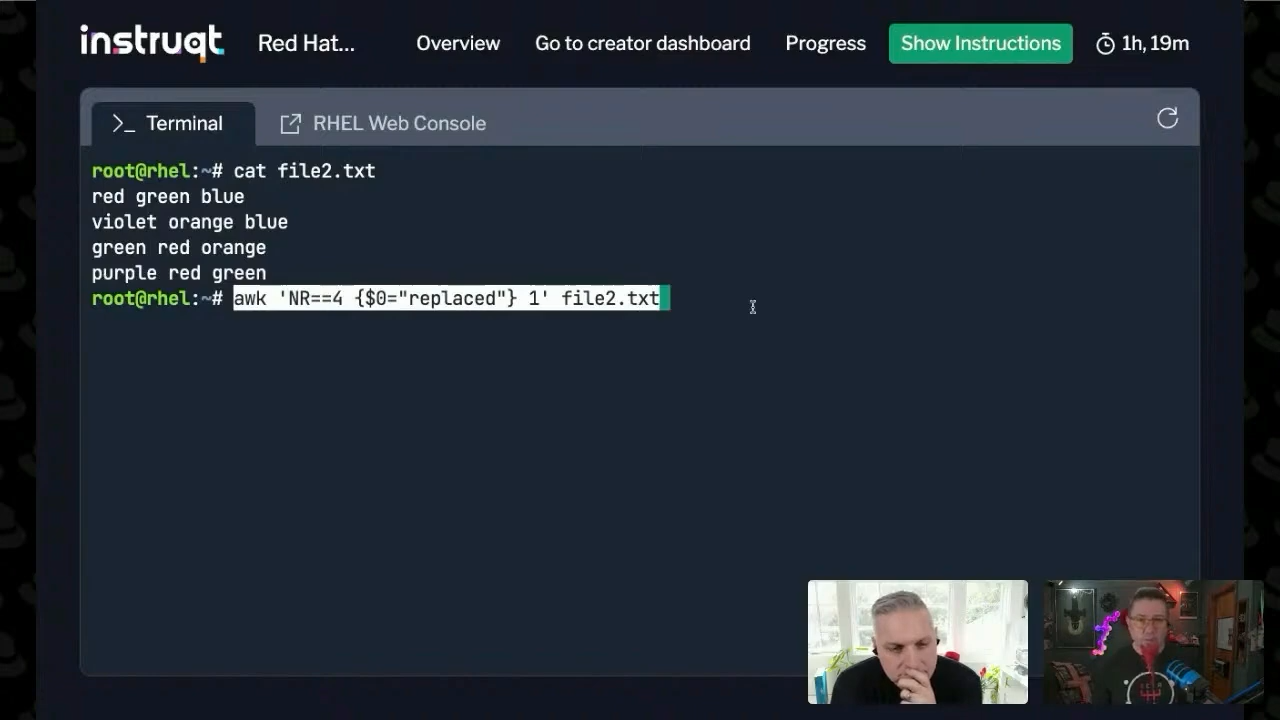 instruqt Red Hat... Overview Go to creator dashboard Progress Show Instructions 1h, 19m
>_ Terminal RHEL Web Console
root@rhel:~# cat file2.txt
red green blue
violet orange blue
green red orange
purple red green
root@rhel:~# awk 'NR==4 {$0="replaced"} 1' file2.txt